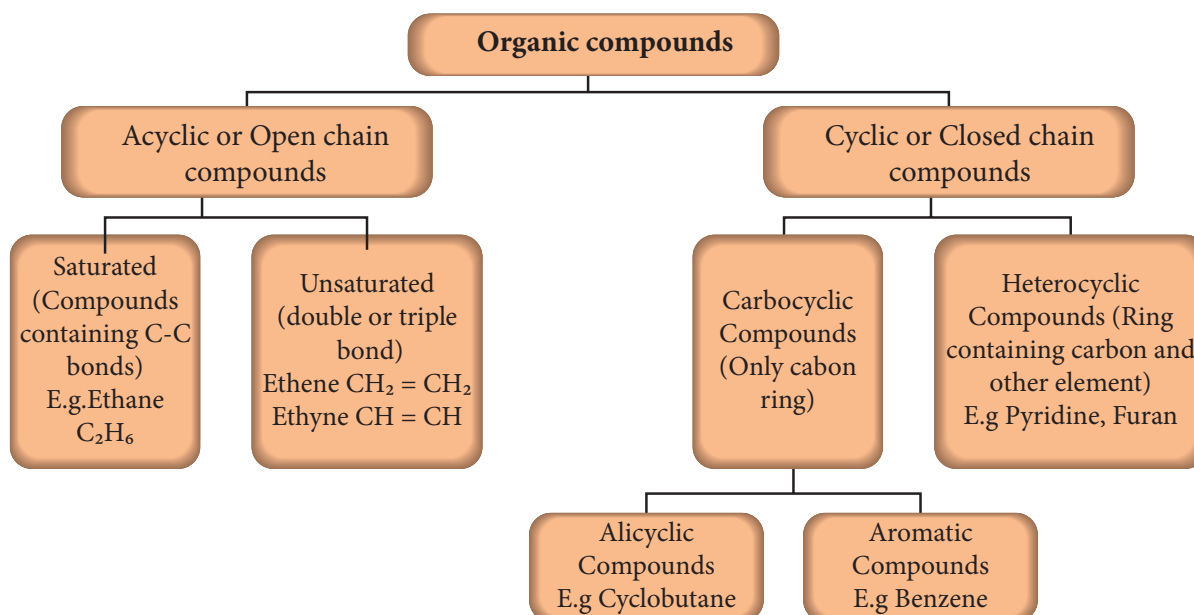 Organic compounds
Acyclic or Open chain
compounds
Cyclic or Closed chain
compounds
Saturated
(Compounds
containing C-C
bonds)
E.g.Ethane
C₂H₆
Unsaturated
(double or triple
bond)
Ethene CH₂ = CH₂
Ethyne CH = CH
Carbocyclic
Compounds
(Only cabon
ring)
Heterocyclic
Compounds (Ring
containing carbon and
other element)
E.g Pyridine, Furan
Alicyclic
Compounds
E.g Cyclobutane
Aromatic
Compounds
E.g Benzene